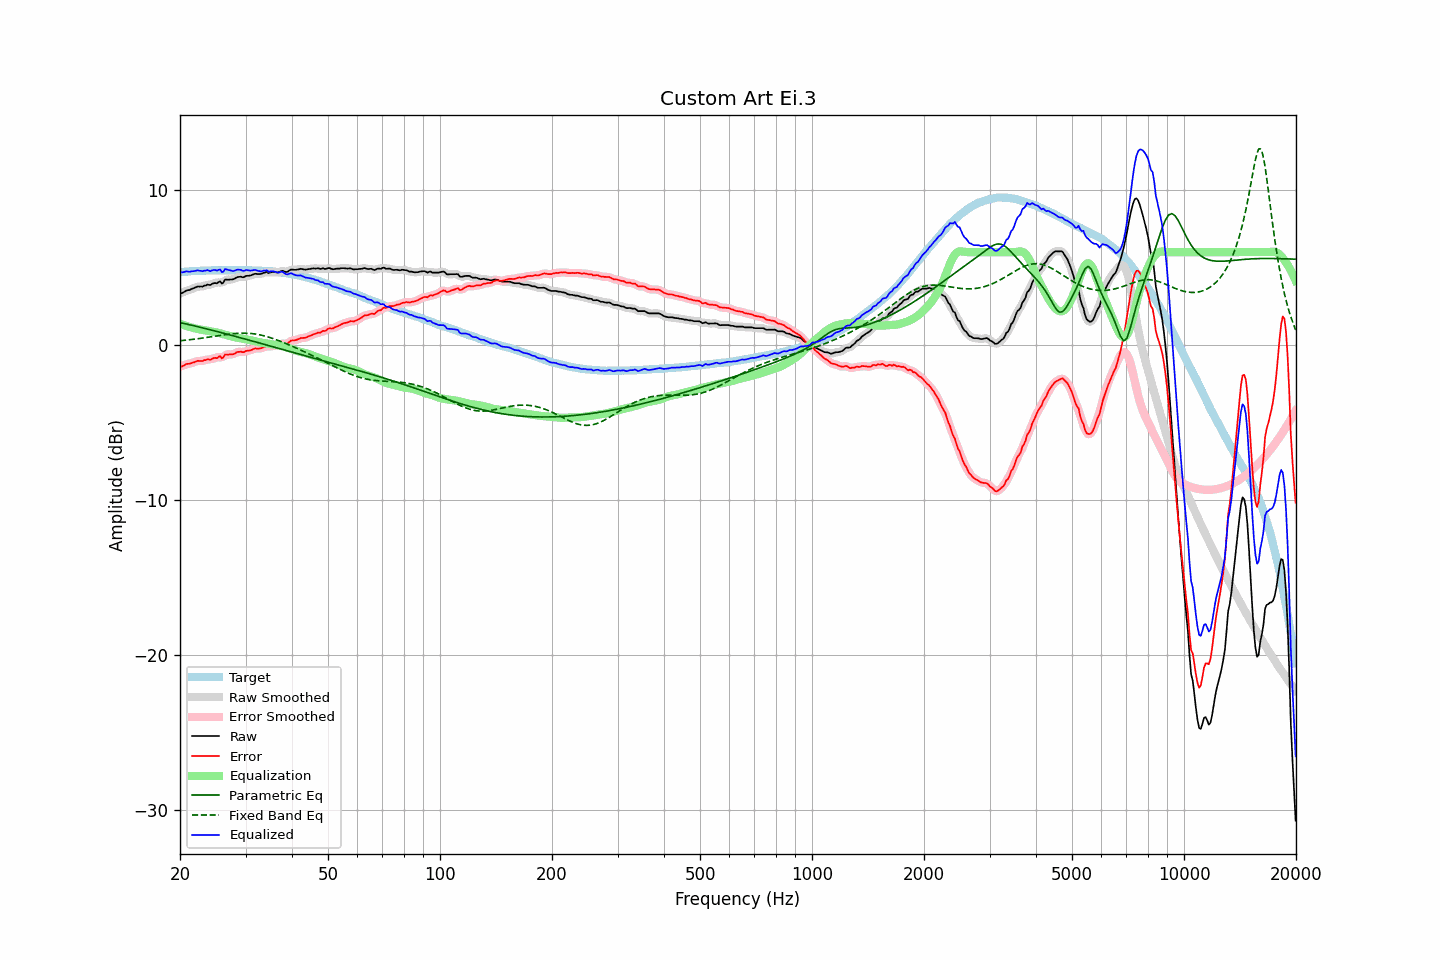 Custom Art Ei.3
Amplitude (dBr)
10
0
−10
−20
−30
Target
Raw Smoothed
Error Smoothed
Raw
Error
Equalization
Parametric Eq
Fixed Band Eq
Equalized
20 50 100 200 500 1000 2000 5000 10000 20000
Frequency (Hz)